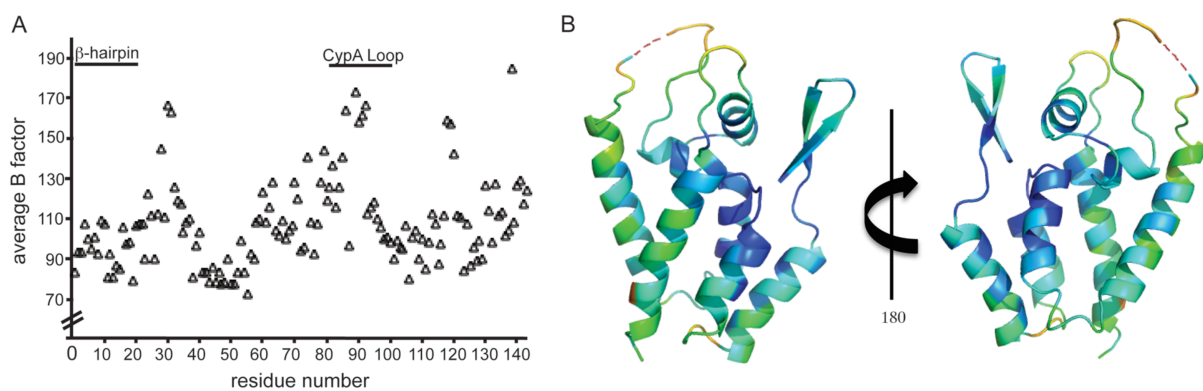 A
B
β-hairpin
CypA Loop
190
170
150
130
110
90
70
average B factor
0 10 20 30 40 50 60 70 80 90 100 110 120 130 140
residue number
180